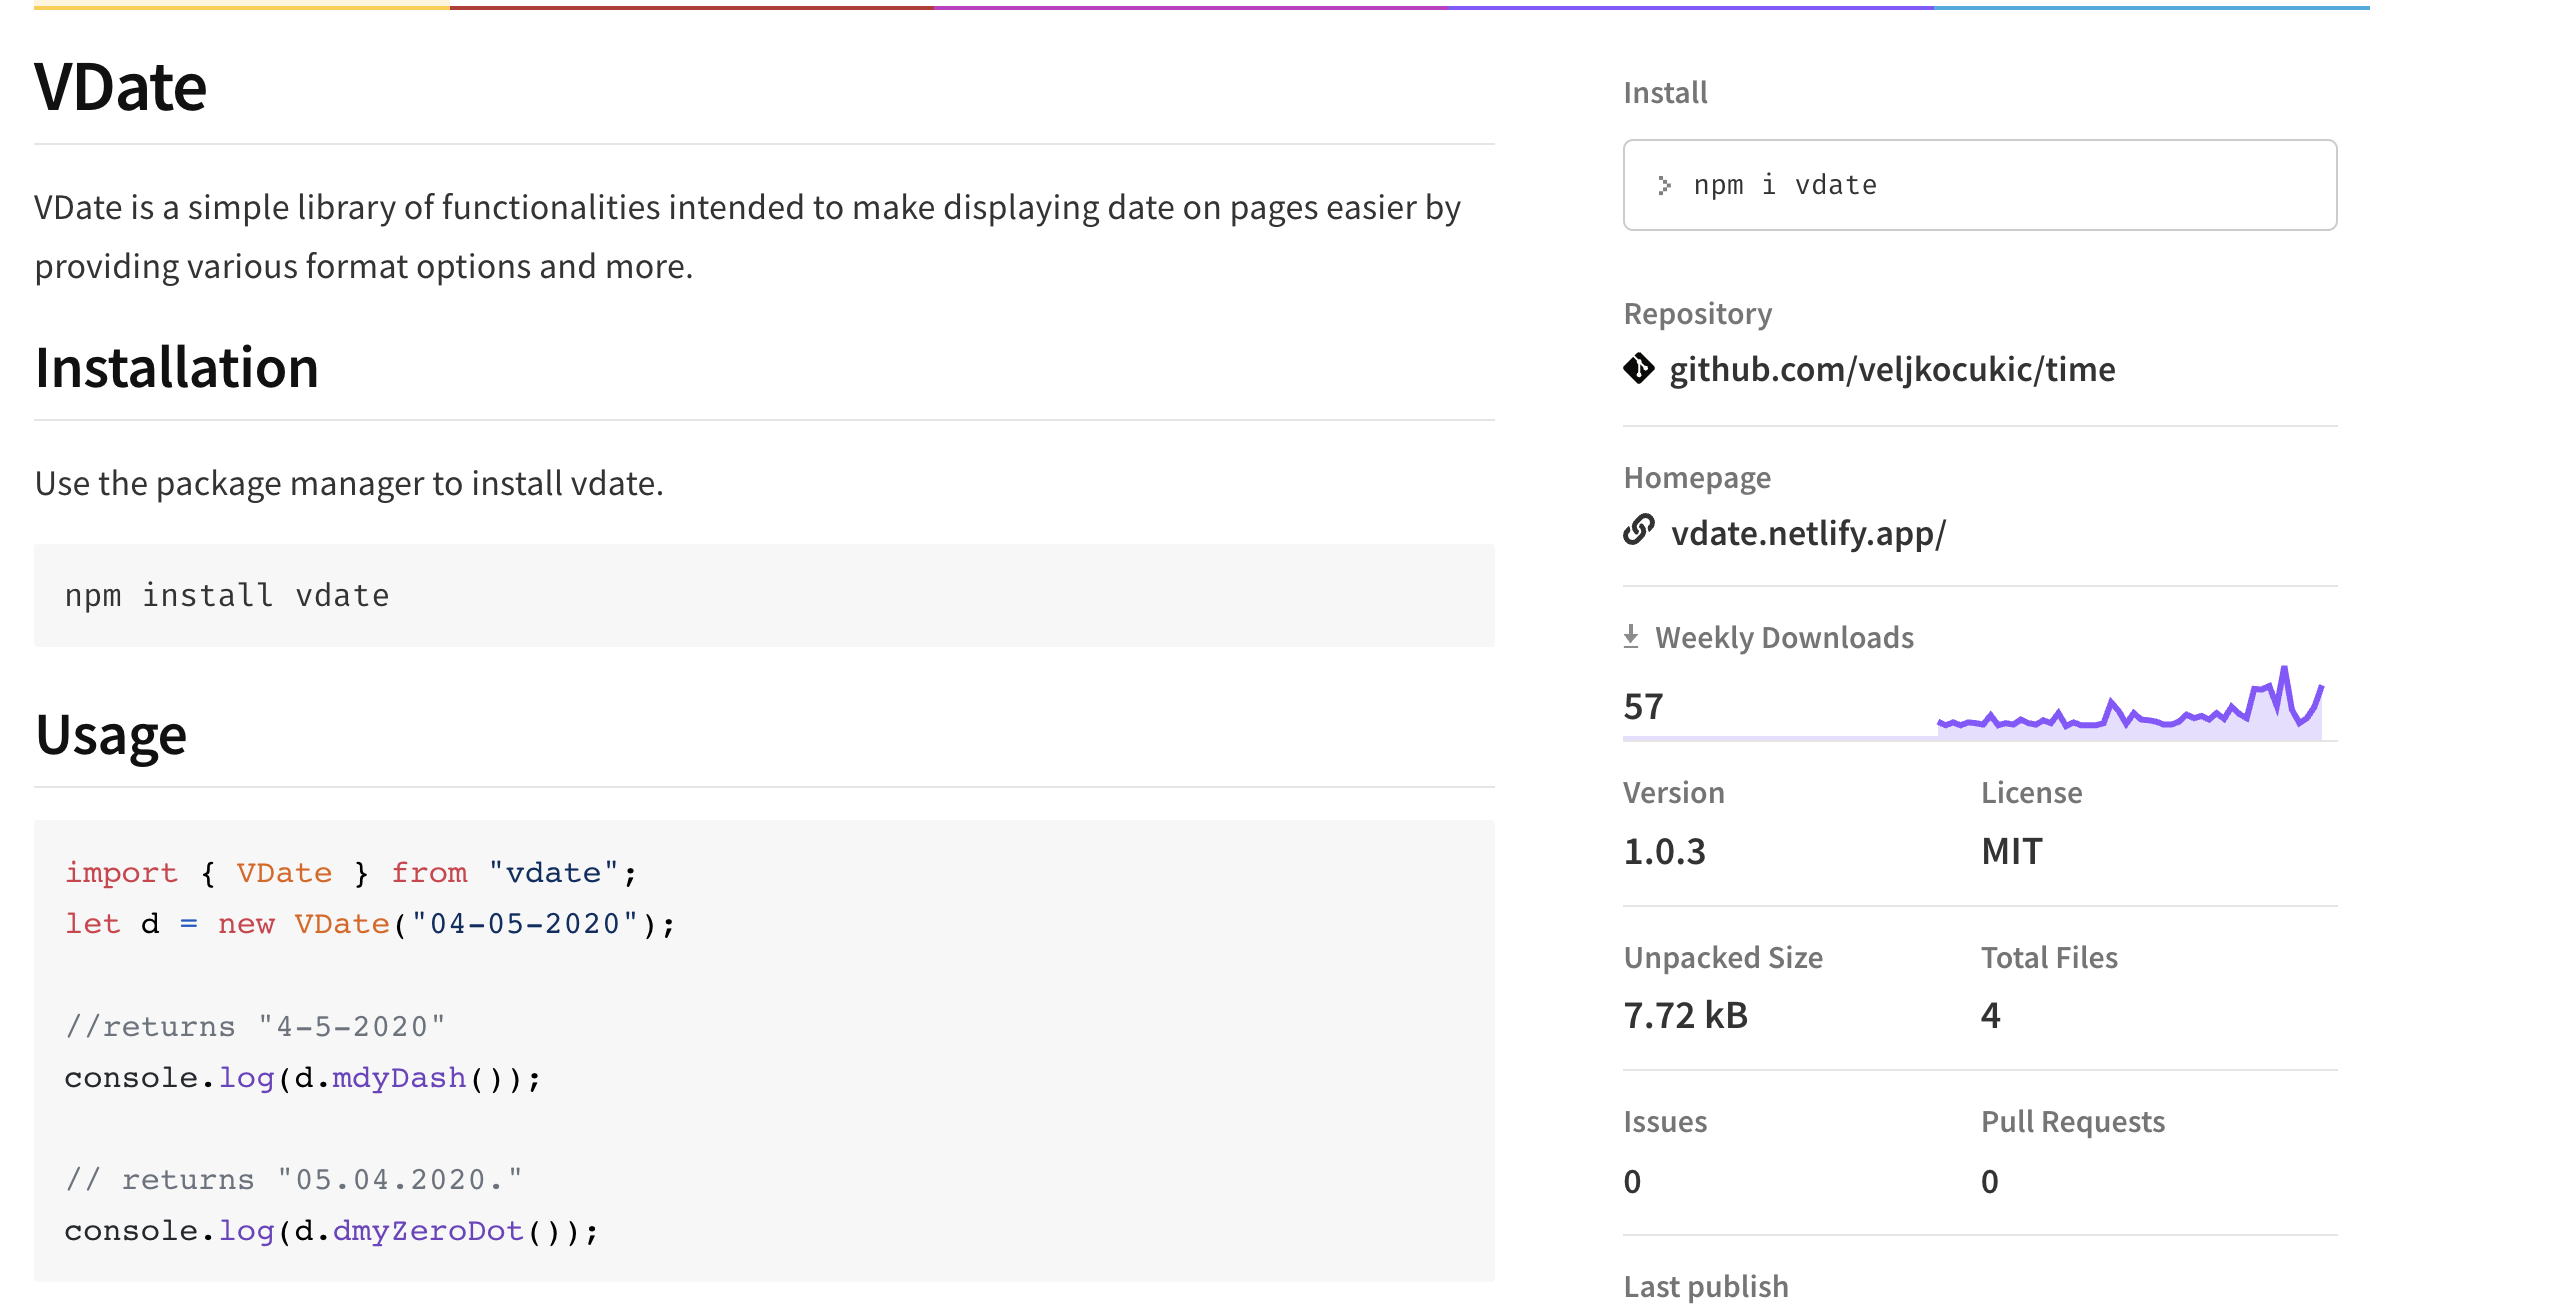 VDate
VDate is a simple library of functionalities intended to make displaying date on pages easier by
providing various format options and more.
Installation
Use the package manager to install vdate.
npm install vdate
Usage
import { VDate } from "vdate";
let d = new VDate("04-05-2020");
//returns "4-5-2020"
console.log(d.mdyDash());
// returns "05.04.2020."
console.log(d.dmyZeroDot());
Install
> npm i vdate
Repository
github.com/veljkocukic/time
Homepage
vdate.netlify.app/
Weekly Downloads
57
Version License
1.0.3 MIT
Unpacked Size Total Files
7.72 kB 4
Issues Pull Requests
0 0
Last publish